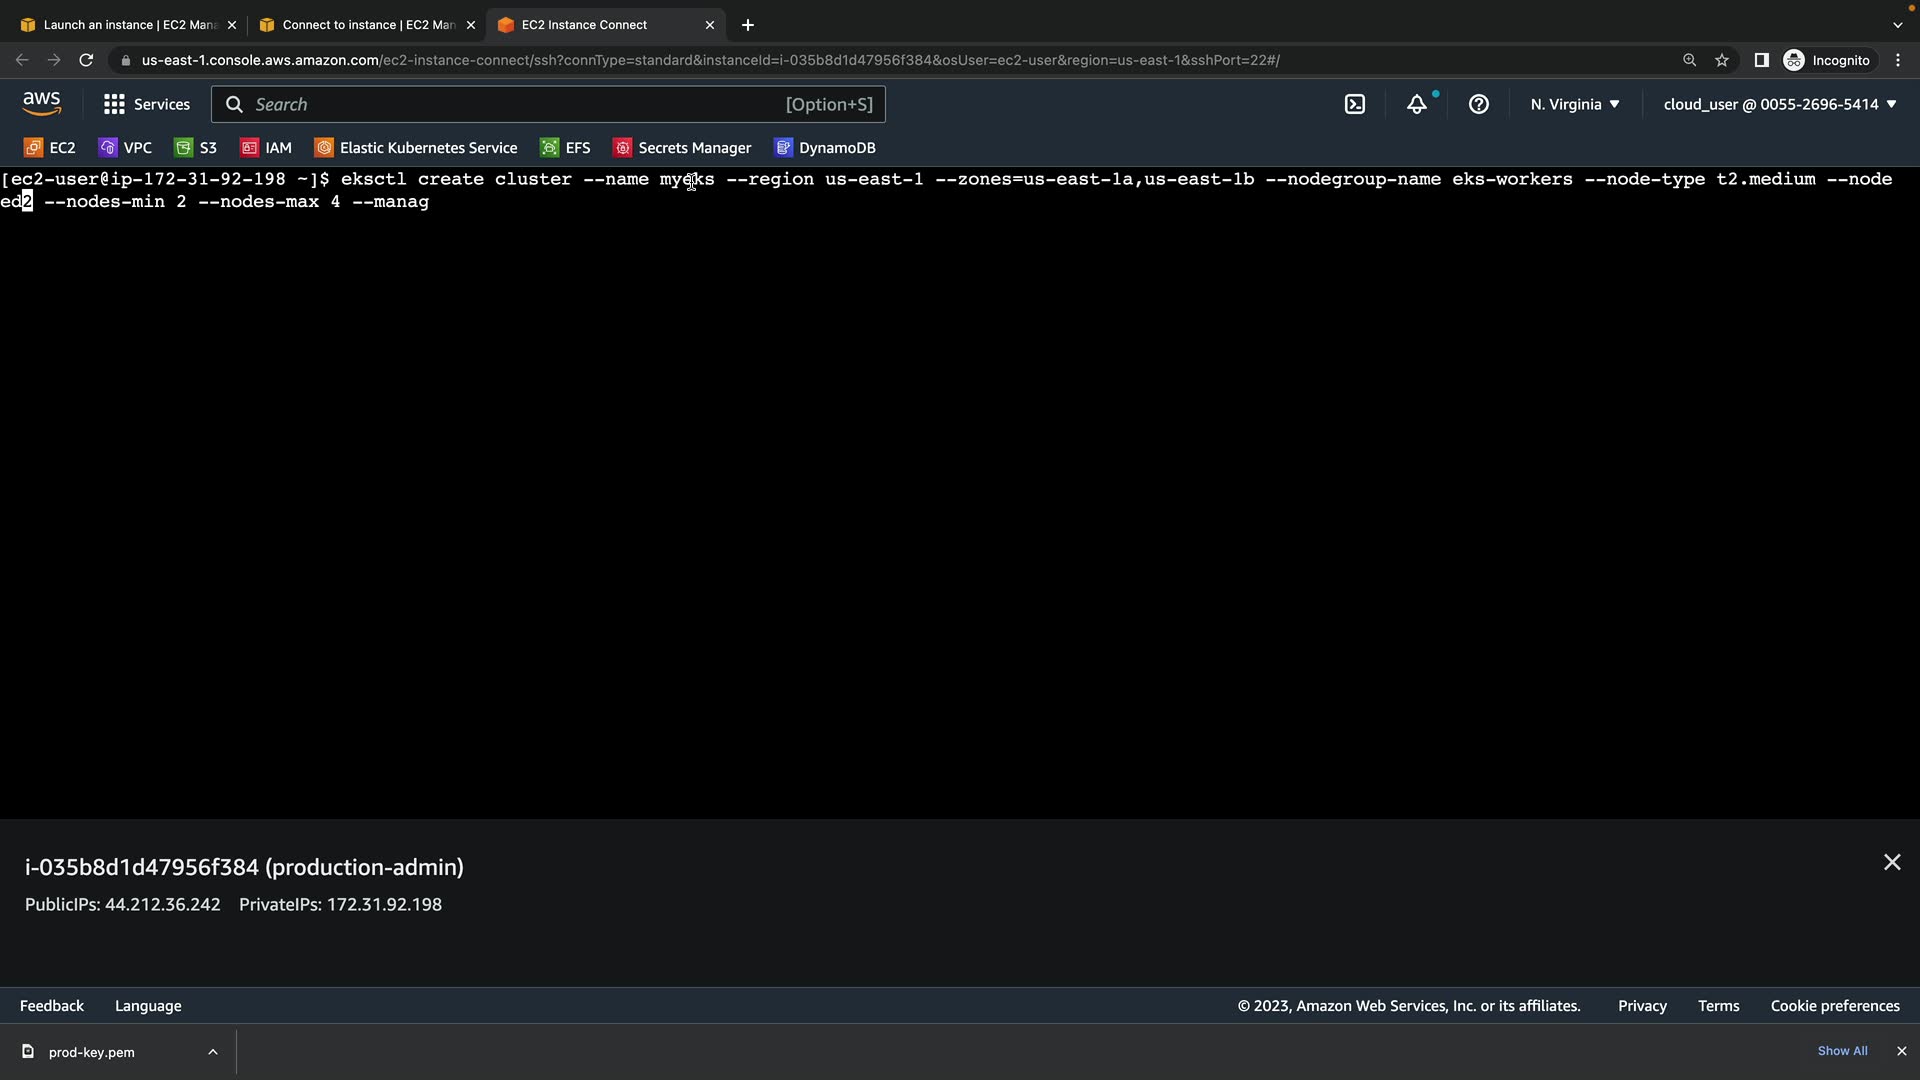 Launch an instance | EC2 Mana
Connect to instance | EC2 Man
EC2 Instance Connect
us-east-1.console.aws.amazon.com/ec2-instance-connect/ssh?connType=standard&instanceId=i-035b8d1d47956f384&osUser=ec2-user&region=us-east-1&sshPort=22#/
Incognito
aws
Services
Search
[Option+S]
N. Virginia
cloud_user @ 0055-2696-5414
EC2
VPC
S3
IAM
Elastic Kubernetes Service
EFS
Secrets Manager
DynamoDB
[ec2-user@ip-172-31-92-198 ~]$ eksctl create cluster --name myeks --region us-east-1 --zones=us-east-1a,us-east-1b --nodegroup-name eks-workers --node-type t2.medium --node
ed2 --nodes-min 2 --nodes-max 4 --manag
i-035b8d1d47956f384 (production-admin)
PublicIPs: 44.212.36.242 PrivateIPs: 172.31.92.198
Feedback
Language
© 2023, Amazon Web Services, Inc. or its affiliates.
Privacy
Terms
Cookie preferences
prod-key.pem
Show All